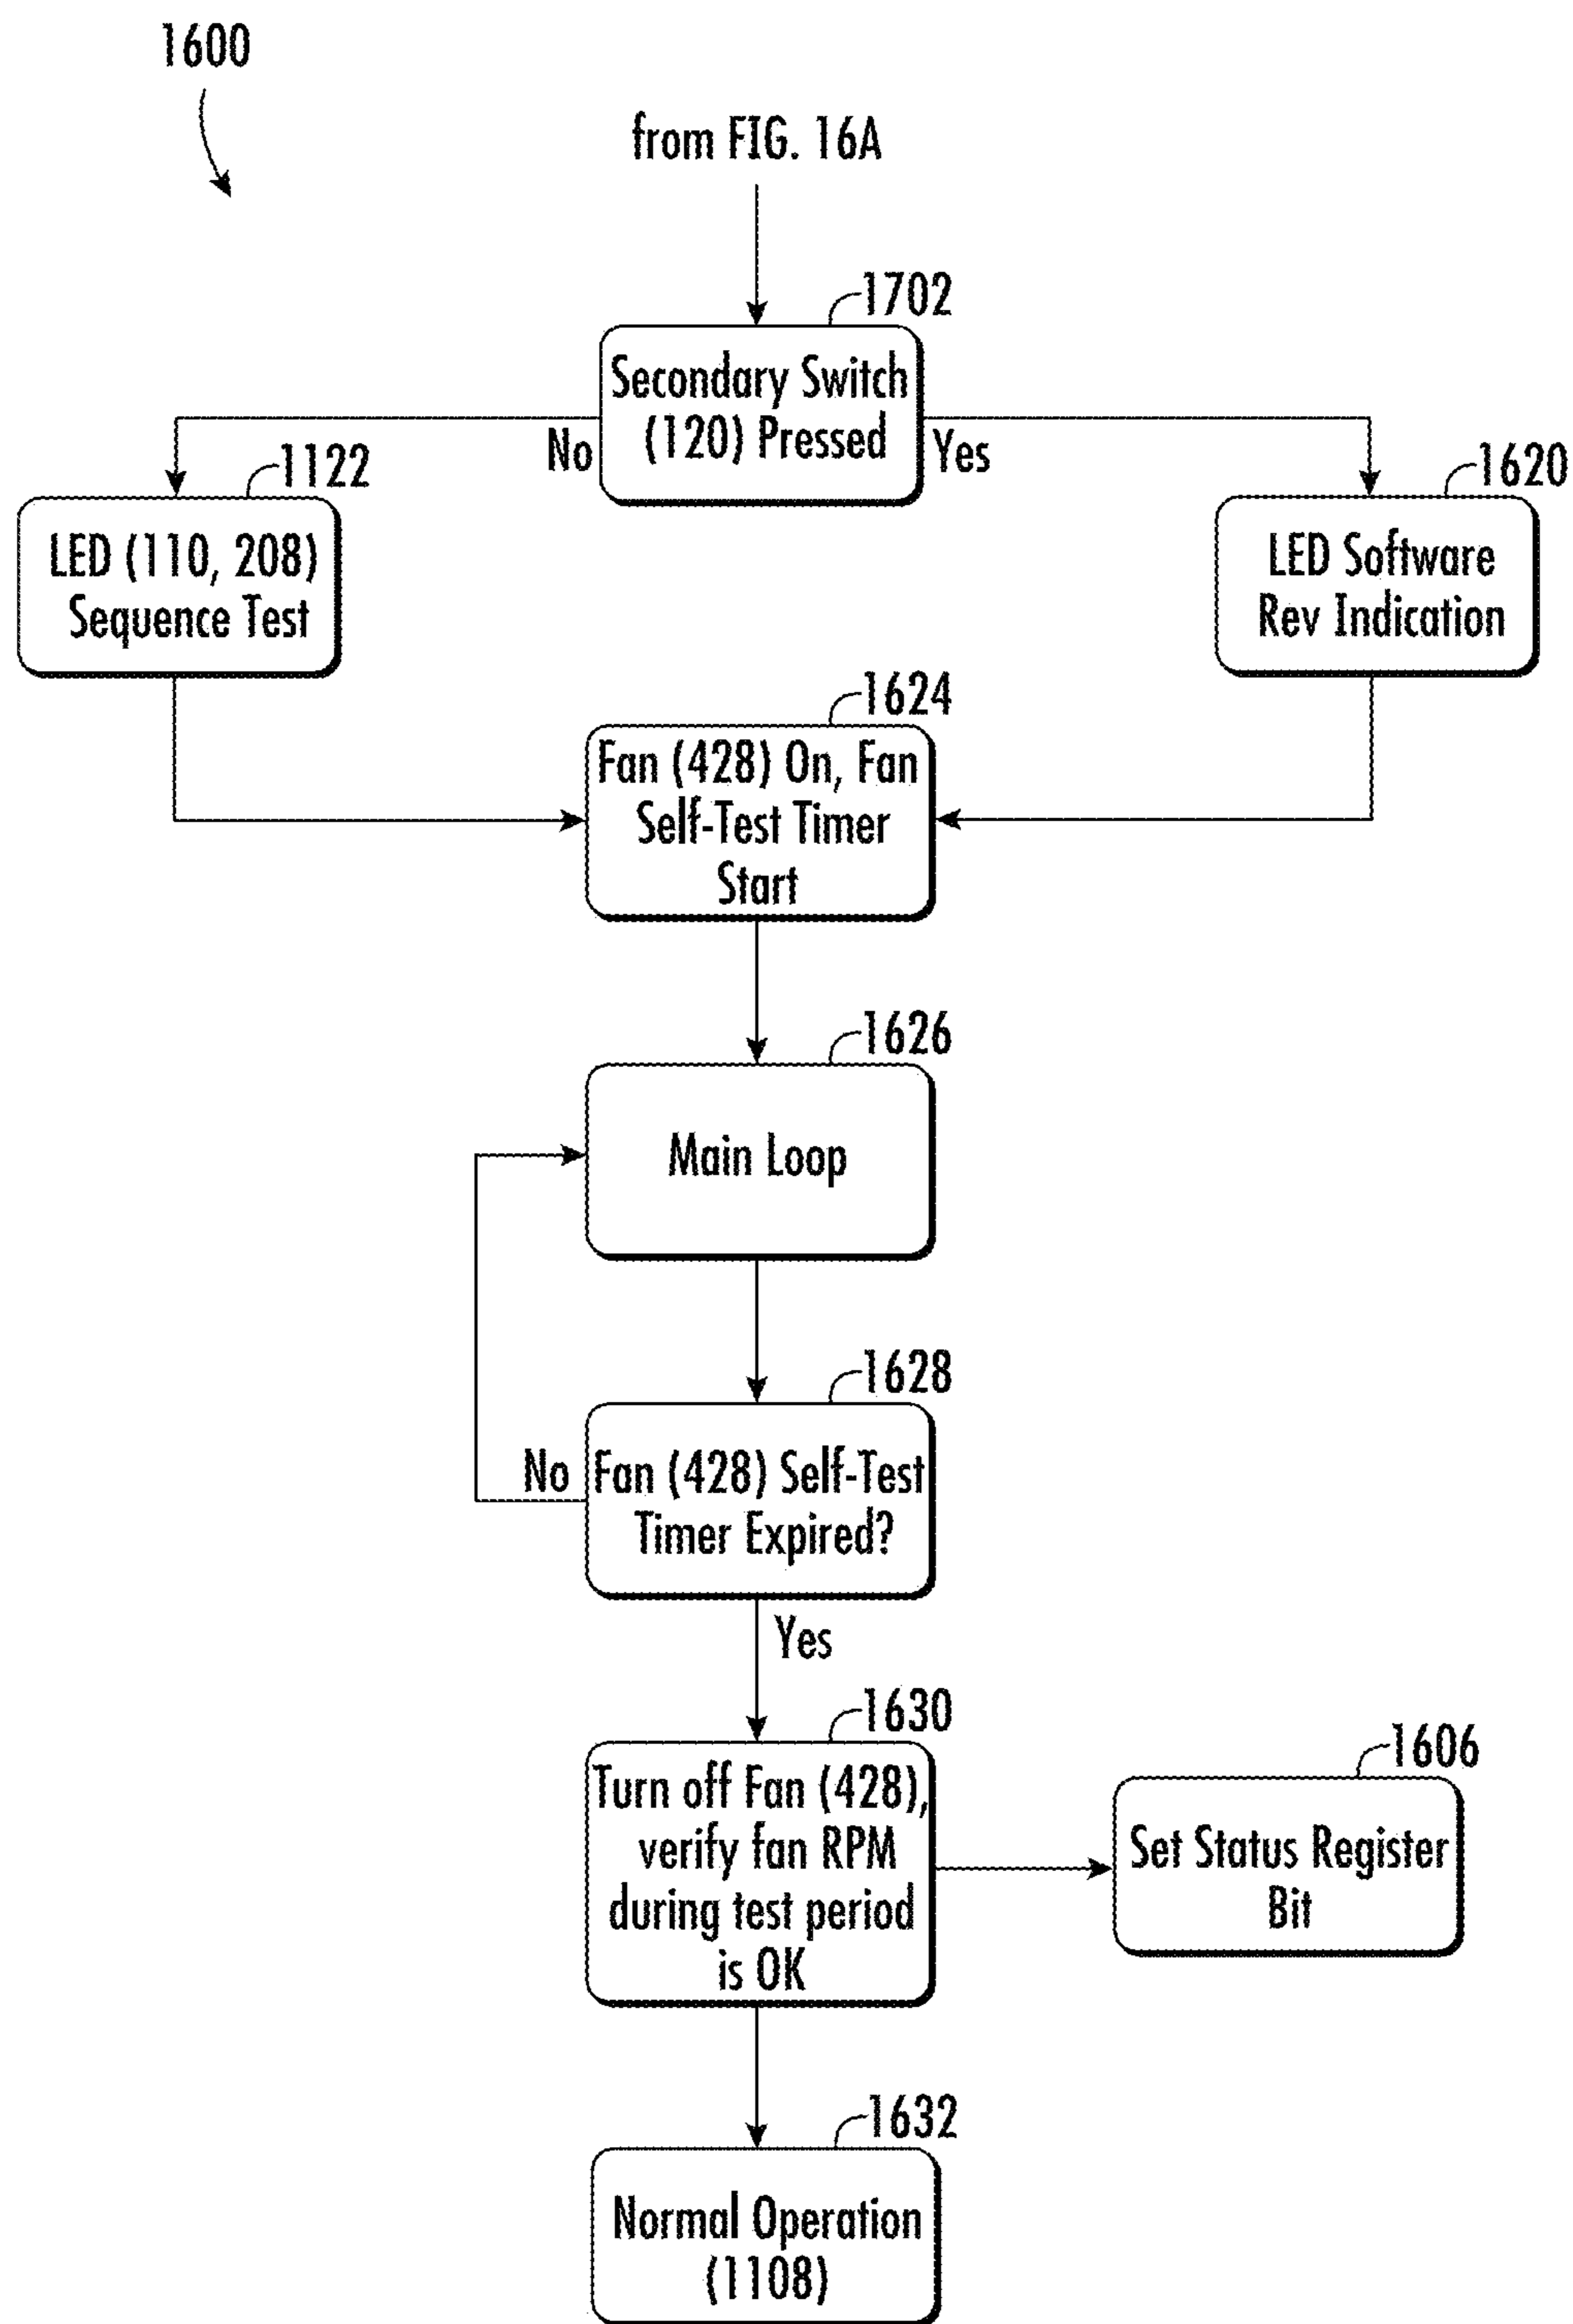 1600
from FIG. 16A
1702
Secondary Switch
(120) Pressed
No
Yes
1122
LED (110, 208)
Sequence Test
1620
LED Software
Rev Indication
1624
Fan (428) On, Fan
Self-Test Timer
Start
1626
Main Loop
1628
No
Fan (428) Self-Test
Timer Expired?
Yes
1630
Turn off Fan (428),
verify fan RPM
during test period
is OK
1606
Set Status Register
Bit
1632
Normal Operation
(1108)